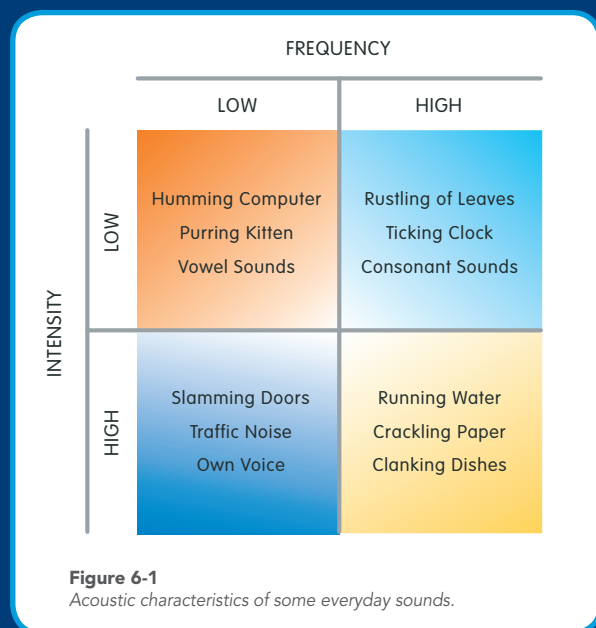 FREQUENCY
LOW
HIGH
INTENSITY
LOW
Humming Computer
Purring Kitten
Vowel Sounds
Rustling of Leaves
Ticking Clock
Consonant Sounds
HIGH
Slamming Doors
Traffic Noise
Own Voice
Running Water
Crackling Paper
Clanking Dishes
Figure 6-1
Acoustic characteristics of some everyday sounds.